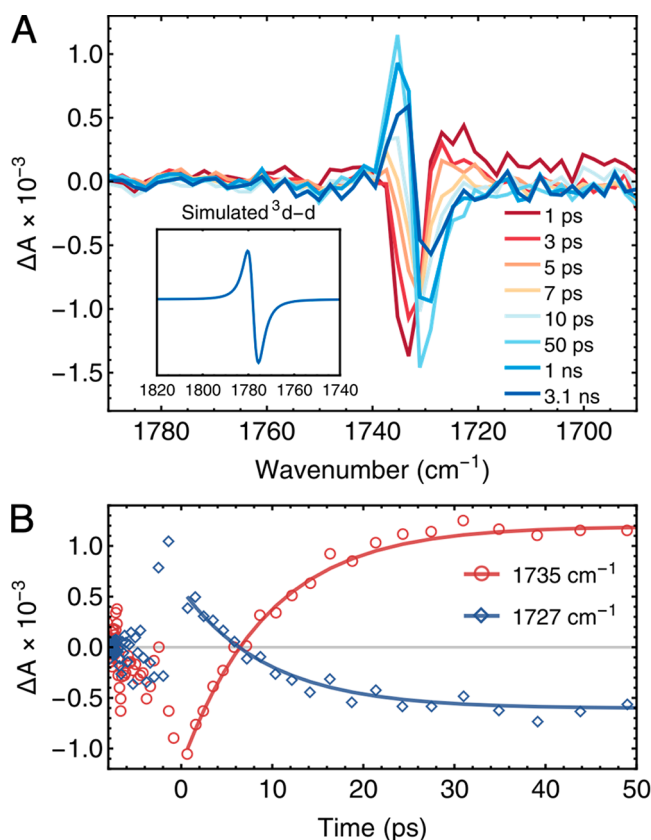 A
1.0
0.5
0.0
−0.5
−1.0
−1.5
ΔA × 10⁻³
Simulated ³d–d
1820 1800 1780 1760 1740
1 ps
3 ps
5 ps
7 ps
10 ps
50 ps
1 ns
3.1 ns
1780 1760 1740 1720 1700
Wavenumber (cm⁻¹)
B
1.0
0.5
0.0
−0.5
−1.0
ΔA × 10⁻³
1735 cm⁻¹
1727 cm⁻¹
0 10 20 30 40 50
Time (ps)